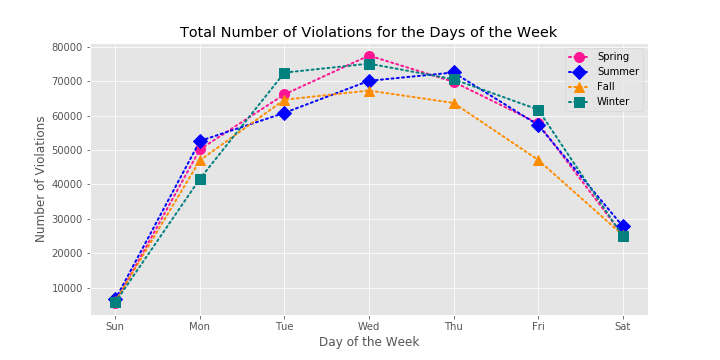 Total Number of Violations for the Days of the Week
80000
70000
60000
50000
40000
30000
20000
10000
Number of Violations
Spring
Summer
Fall
Winter
Sun Mon Tue Wed Thu Fri Sat
Day of the Week